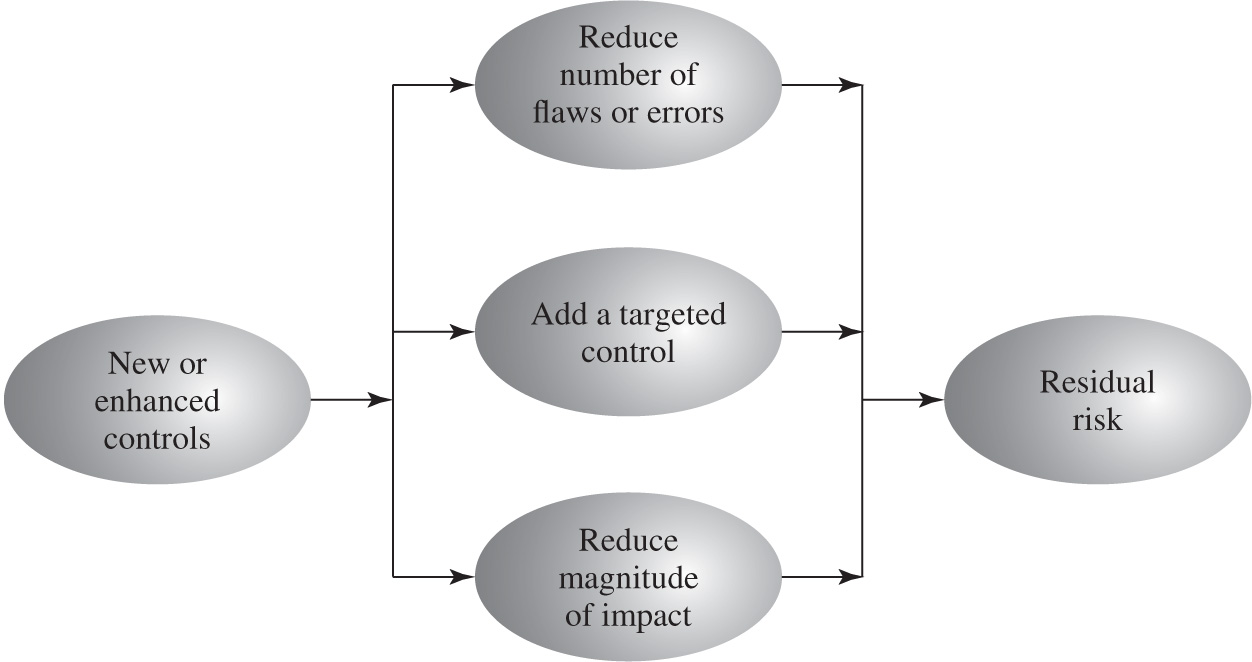 Reduce
number of
flaws or errors
Add a targeted
control
New or
enhanced
controls
Residual
risk
Reduce
magnitude
of impact